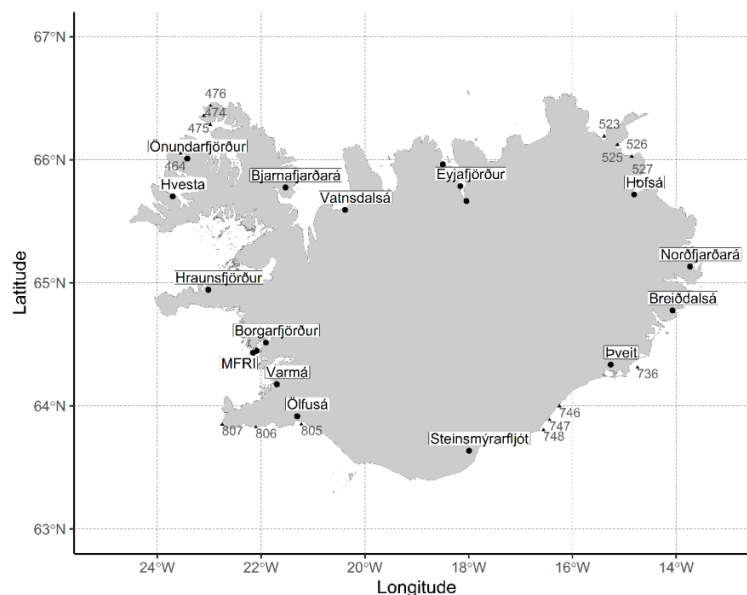 67°N
476
474
475
523
526
Önundarfjörður
66°N
464
525
527
Bjarnafjarðará
Eyjafjörður
Hvesta
Hofsá
Vatnsdalsá
Latitude
Norðfjarðará
65°N
Hraunsfjörður
Breiðdalsá
Borgarfjörður
MFRI
Þveit
Varmá
736
64°N
Ölfusá
746
807
806
805
747
748
Steinsmýrarfljót
63°N
24°W
22°W
20°W
18°W
16°W
14°W
Longitude